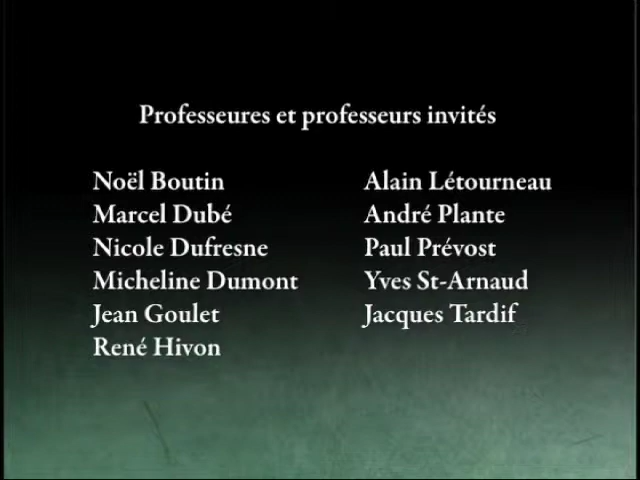 Professeures et professeurs invités
Noël Boutin
Marcel Dubé
Nicole Dufresne
Micheline Dumont
Jean Goulet
René Hivon
Alain Létourneau
André Plante
Paul Prévost
Yves St-Arnaud
Jacques Tardif